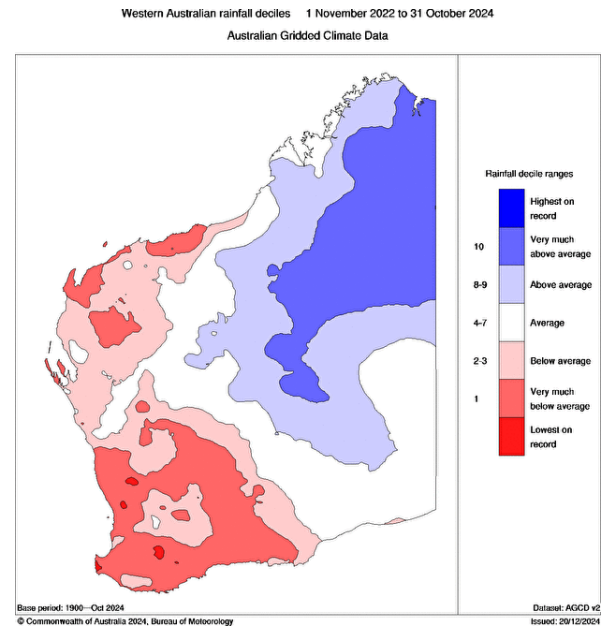 Western Australian rainfall deciles 1 November 2022 to 31 October 2024
Australian Gridded Climate Data
Rainfall decile ranges
Highest on
record
10 Very much
above average
8-9 Above average
4-7 Average
2-3 Below average
1 Very much
below average
Lowest on
record
Base period: 1900—Oct 2024 Dataset: AGCD v2
© Commonwealth of Australia 2024, Bureau of Meteorology Issued: 20/12/2024